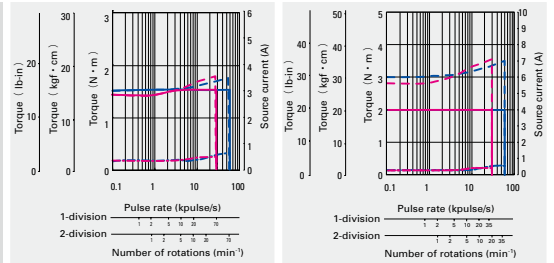 30
20
10
0
Torque (lb-in)
30
20
10
0
Torque (kgf・cm)
3
2
1
0
Torque (N・m)
6
5
4
3
2
1
0
Source current (A)
0.1 1 10 100
Pulse rate (kpulse/s)
1-division 1 2 5 10 20 70
2-division 1 2 5 10 20 70
Number of rotations (min⁻¹)
40
30
20
10
0
Torque (lb-in)
50
40
30
20
10
0
Torque (kgf・cm)
5
4
3
2
1
0
Torque (N・m)
10
9
8
7
6
5
4
3
2
1
0
Source current (A)
0.1 1 10 100
Pulse rate (kpulse/s)
1-division 1 2 5 10 20 35
2-division 1 2 5 10 20 35
Number of rotations (min⁻¹)